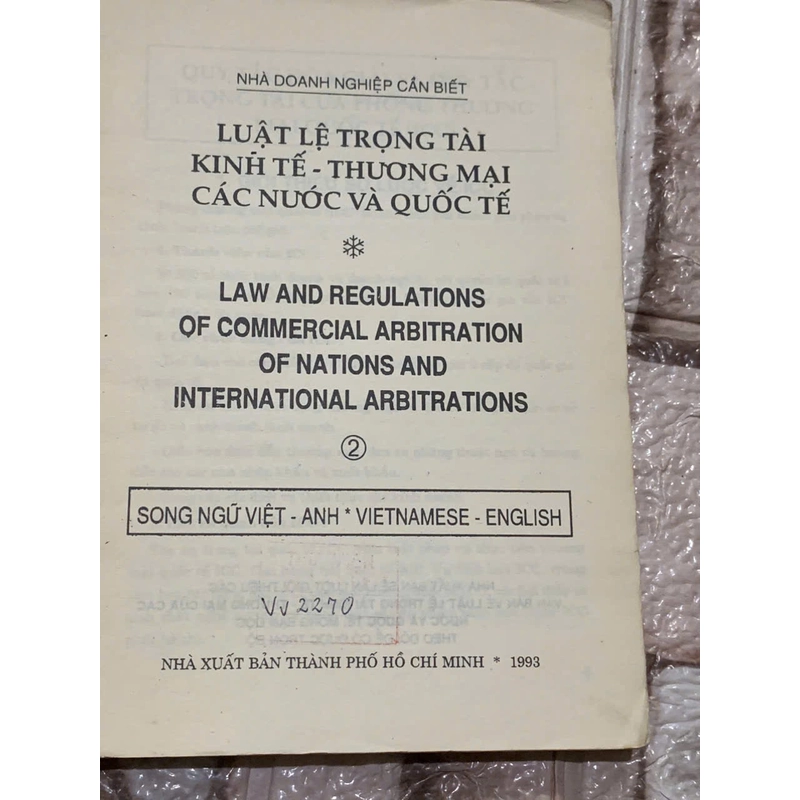 NHÀ DOANH NGHIỆP CẦN BIẾT
LUẬT LỆ TRỌNG TÀI
KINH TẾ - THƯƠNG MẠI
CÁC NƯỚC VÀ QUỐC TẾ
LAW AND REGULATIONS
OF COMMERCIAL ARBITRATION
OF NATIONS AND
INTERNATIONAL ARBITRATIONS
②
SONG NGỮ VIỆT - ANH * VIETNAMESE - ENGLISH
Vv 2270
NHÀ XUẤT BẢN THÀNH PHỐ HỒ CHÍ MINH * 1993